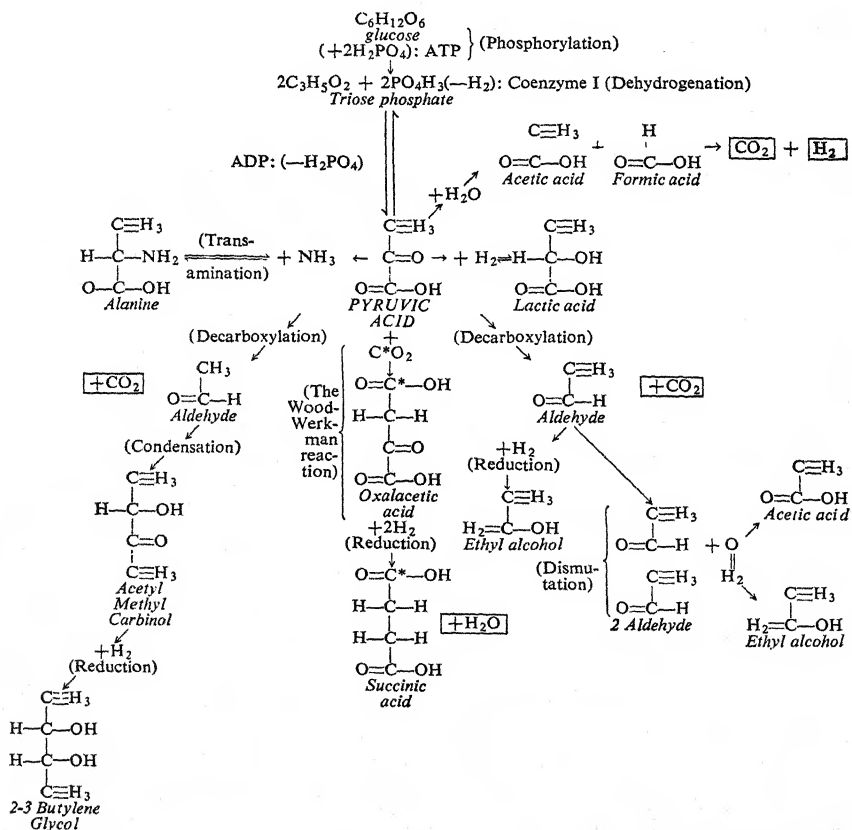 C₆H₁₂O₆
glucose
(+2H₂PO₄): ATP } (Phosphorylation)
2C₃H₅O₂ + 2PO₄H₃(—H₂): Coenzyme I (Dehydrogenation)
Triose phosphate
ADP: (—H₂PO₄)
C≡H₃ H
O=C—OH + O=C—OH → CO₂ + H₂
Acetic acid Formic acid
+H₂O
C≡H₃
H—C—NH₂
O—C—OH
Alanine
(Trans-
amination)
+ NH₃ ←
C≡H₃
C=O
O=C—OH
PYRUVIC
ACID
→ + H₂⇌
C≡H₃
H—C—OH
O=C—OH
Lactic acid
(Decarboxylation)
+CO₂
CH₃
O=C—H
Aldehyde
(Condensation)
C≡H₃
H—C—OH
C=O
C≡H₃
Acetyl
Methyl
Carbinol
+H₂
(Reduction)
C≡H₃
H—C—OH
H—C—OH
C≡H₃
2-3 Butylene
Glycol
+
C*O₂
(The
Wood-
Werk-
man
reac-
tion)
O=C*—OH
H—C—H
C=O
O=C—OH
Oxalacetic
acid
+2H₂
(Reduction)
O=C*—OH
H—C—H
H—C—H
O=C—OH
Succinic
acid
+H₂O
(Decarboxylation)
C≡H₃
O=C—H
Aldehyde
+CO₂
+H₂
(Reduction)
C≡H₃
H₂=C—OH
Ethyl alcohol
(Dismu-
tation)
C≡H₃
O=C—H
C≡H₃
O=C—H
2 Aldehyde
+ O
H₂
C≡H₃
O=C—OH
Acetic acid
C≡H₃
H₂=C—OH
Ethyl alcohol